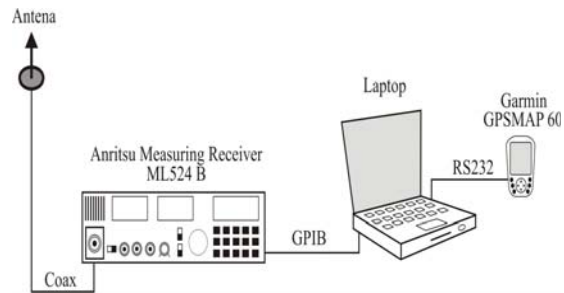 Antena
Laptop
Garmin
GPSMAP 60
RS232
Anritsu Measuring Receiver
ML524 B
GPIB
Coax